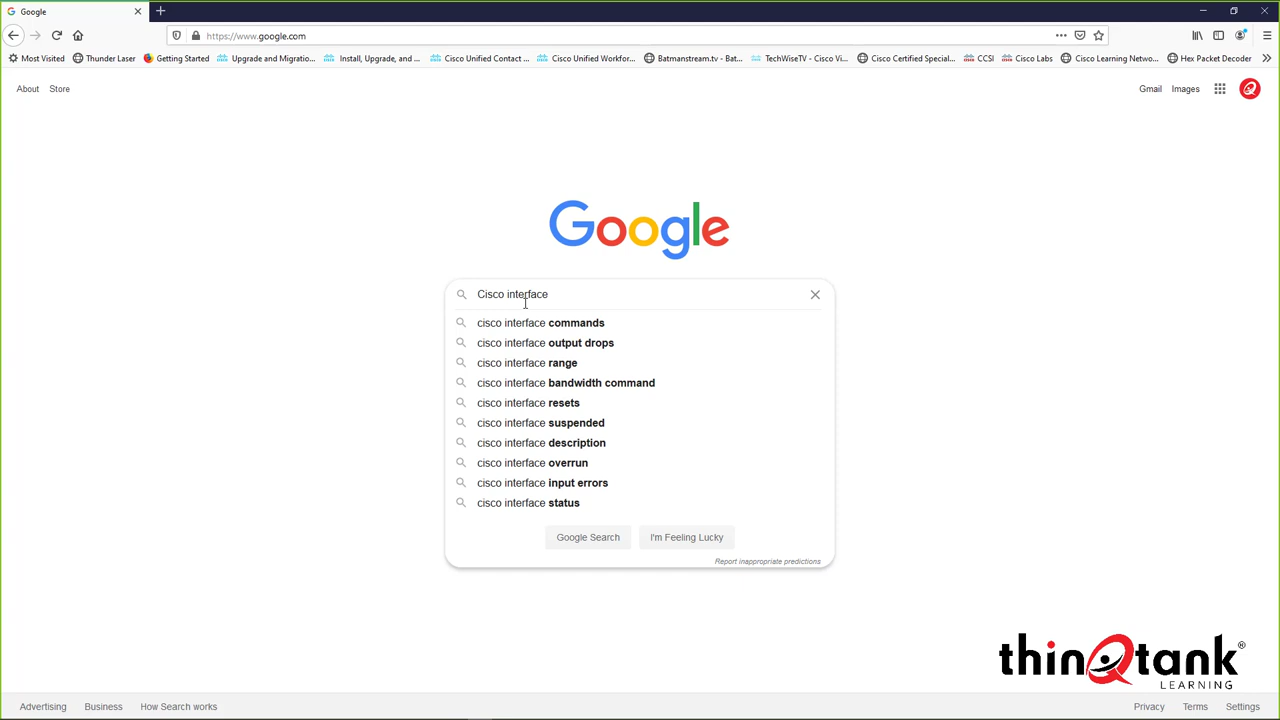 Google
https://www.google.com
Most Visited Thunder Laser Getting Started Upgrade and Migratio... Install, Upgrade, and ... Cisco Unified Contact ... Cisco Unified Workfor... Batmanstream.tv - Bat... TechWiseTV - Cisco Vi... Cisco Certified Special... CCSI Cisco Labs Cisco Learning Netwo... Hex Packet Decoder
About Store Gmail Images
Google
Cisco interface
cisco interface commands
cisco interface output drops
cisco interface range
cisco interface bandwidth command
cisco interface resets
cisco interface suspended
cisco interface description
cisco interface overrun
cisco interface input errors
cisco interface status
Google Search I'm Feeling Lucky
Report inappropriate predictions
thinQtank®
LEARNING
Advertising Business How Search works Privacy Terms Settings